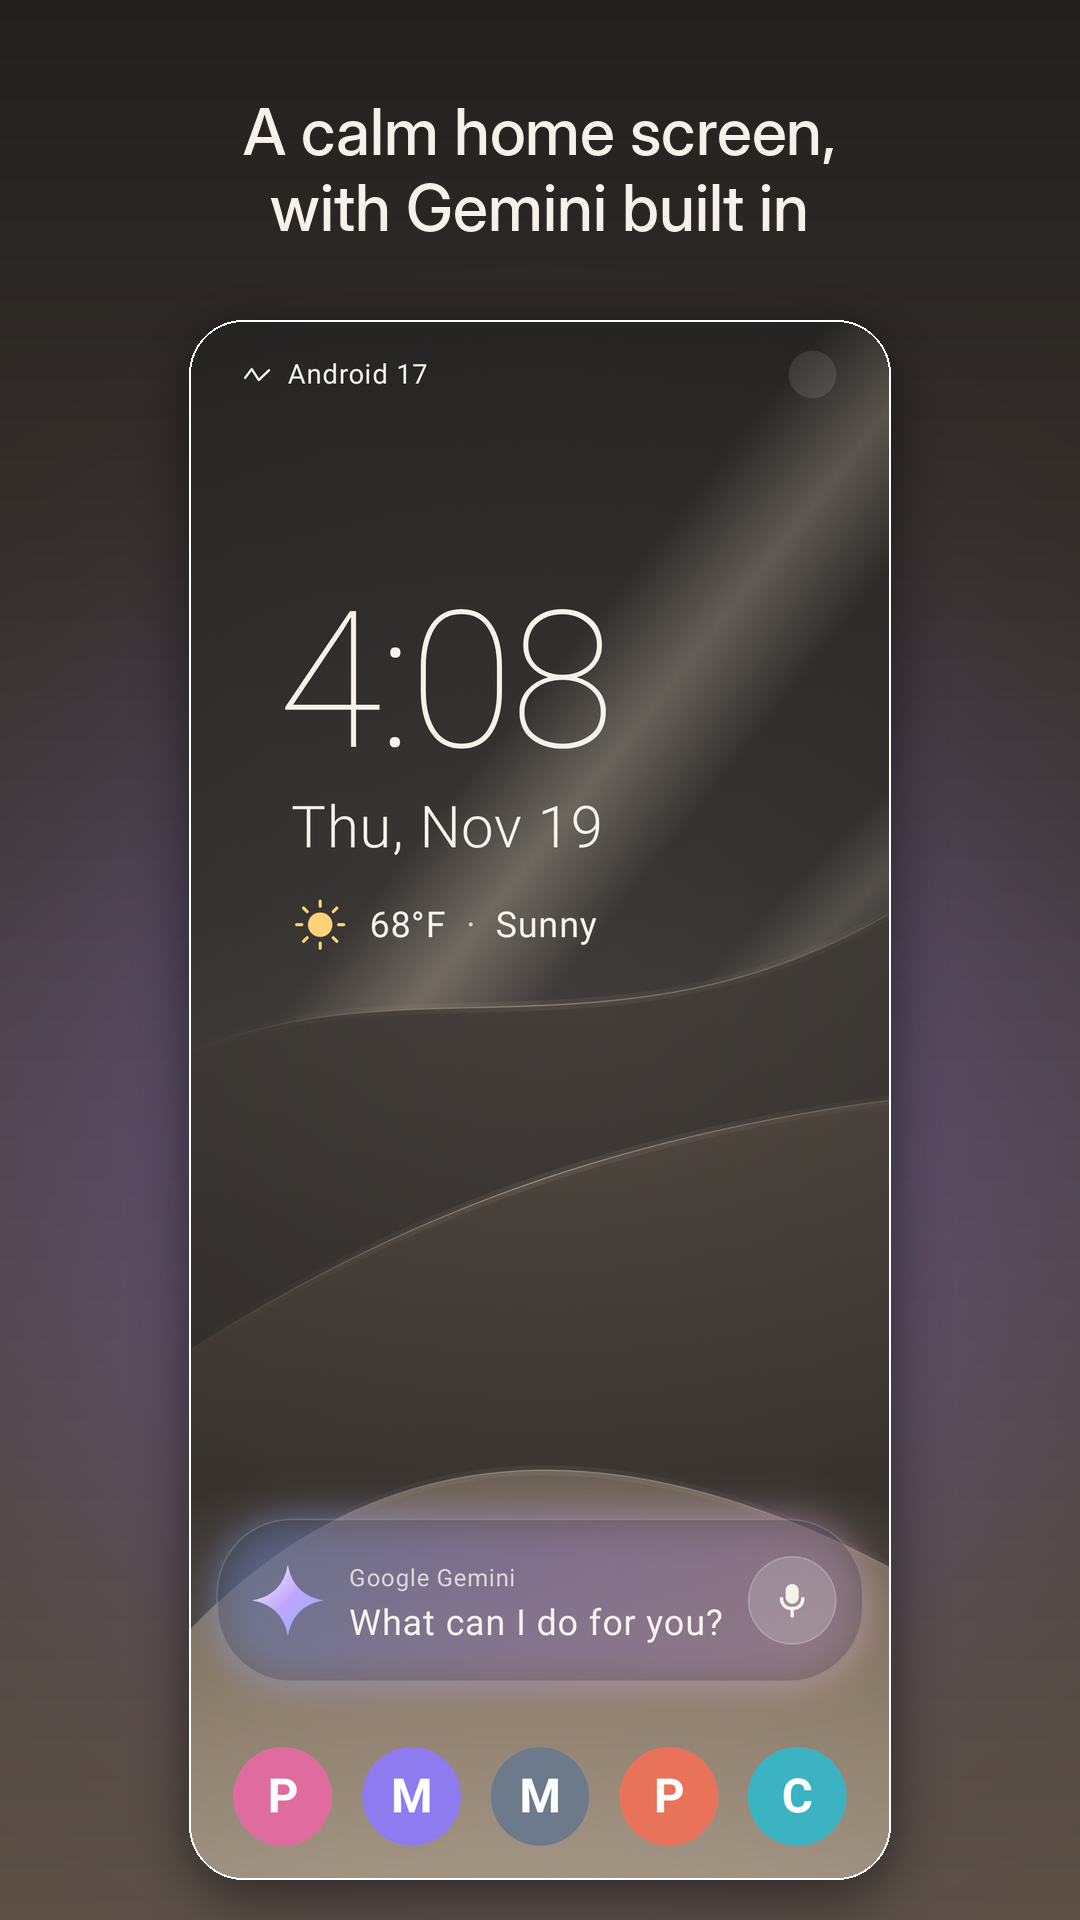 A calm home screen,
with Gemini built in
Android 17
4:08
Thu, Nov 19
68°F · Sunny
Google Gemini
What can I do for you?
P M M P C